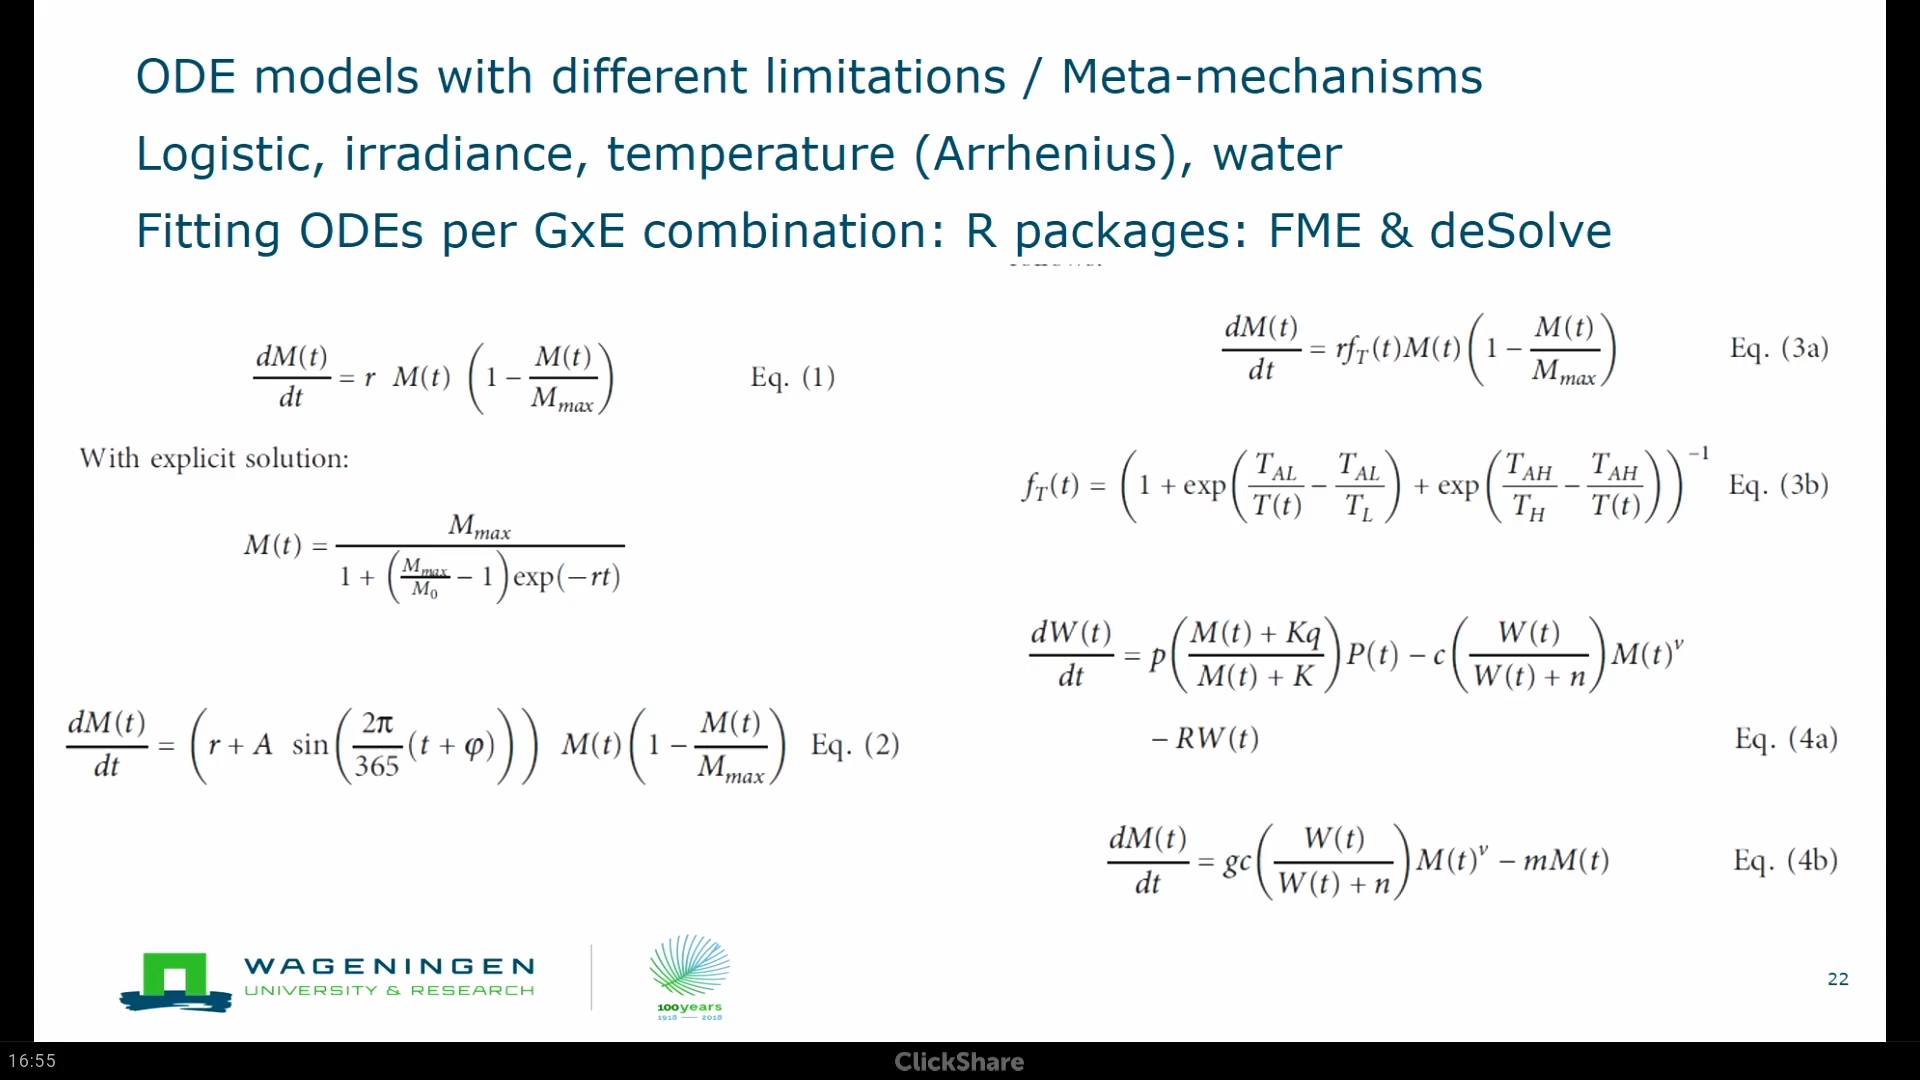 ODE models with different limitations / Meta-mechanisms
Logistic, irradiance, temperature (Arrhenius), water
Fitting ODEs per GxE combination: R packages: FME & deSolve
dM(t)/dt = r M(t) (1 − M(t)/M_max) Eq. (1)
With explicit solution:
M(t) = M_max / (1 + (M_max/M_0 − 1) exp(−rt))
dM(t)/dt = (r + A sin(2π/365 (t + φ))) M(t) (1 − M(t)/M_max) Eq. (2)
dM(t)/dt = rf_T(t)M(t) (1 − M(t)/M_max) Eq. (3a)
f_T(t) = (1 + exp(T_AL/T(t) − T_AL/T_L) + exp(T_AH/T_H − T_AH/T(t)))^−1 Eq. (3b)
dW(t)/dt = p((M(t) + Kq)/(M(t) + K))P(t) − c(W(t)/(W(t) + n))M(t)^ν
− RW(t) Eq. (4a)
dM(t)/dt = gc(W(t)/(W(t) + n))M(t)^ν − mM(t) Eq. (4b)
WAGENINGEN
UNIVERSITY & RESEARCH
100years
1918 — 2018
22
16:55
ClickShare